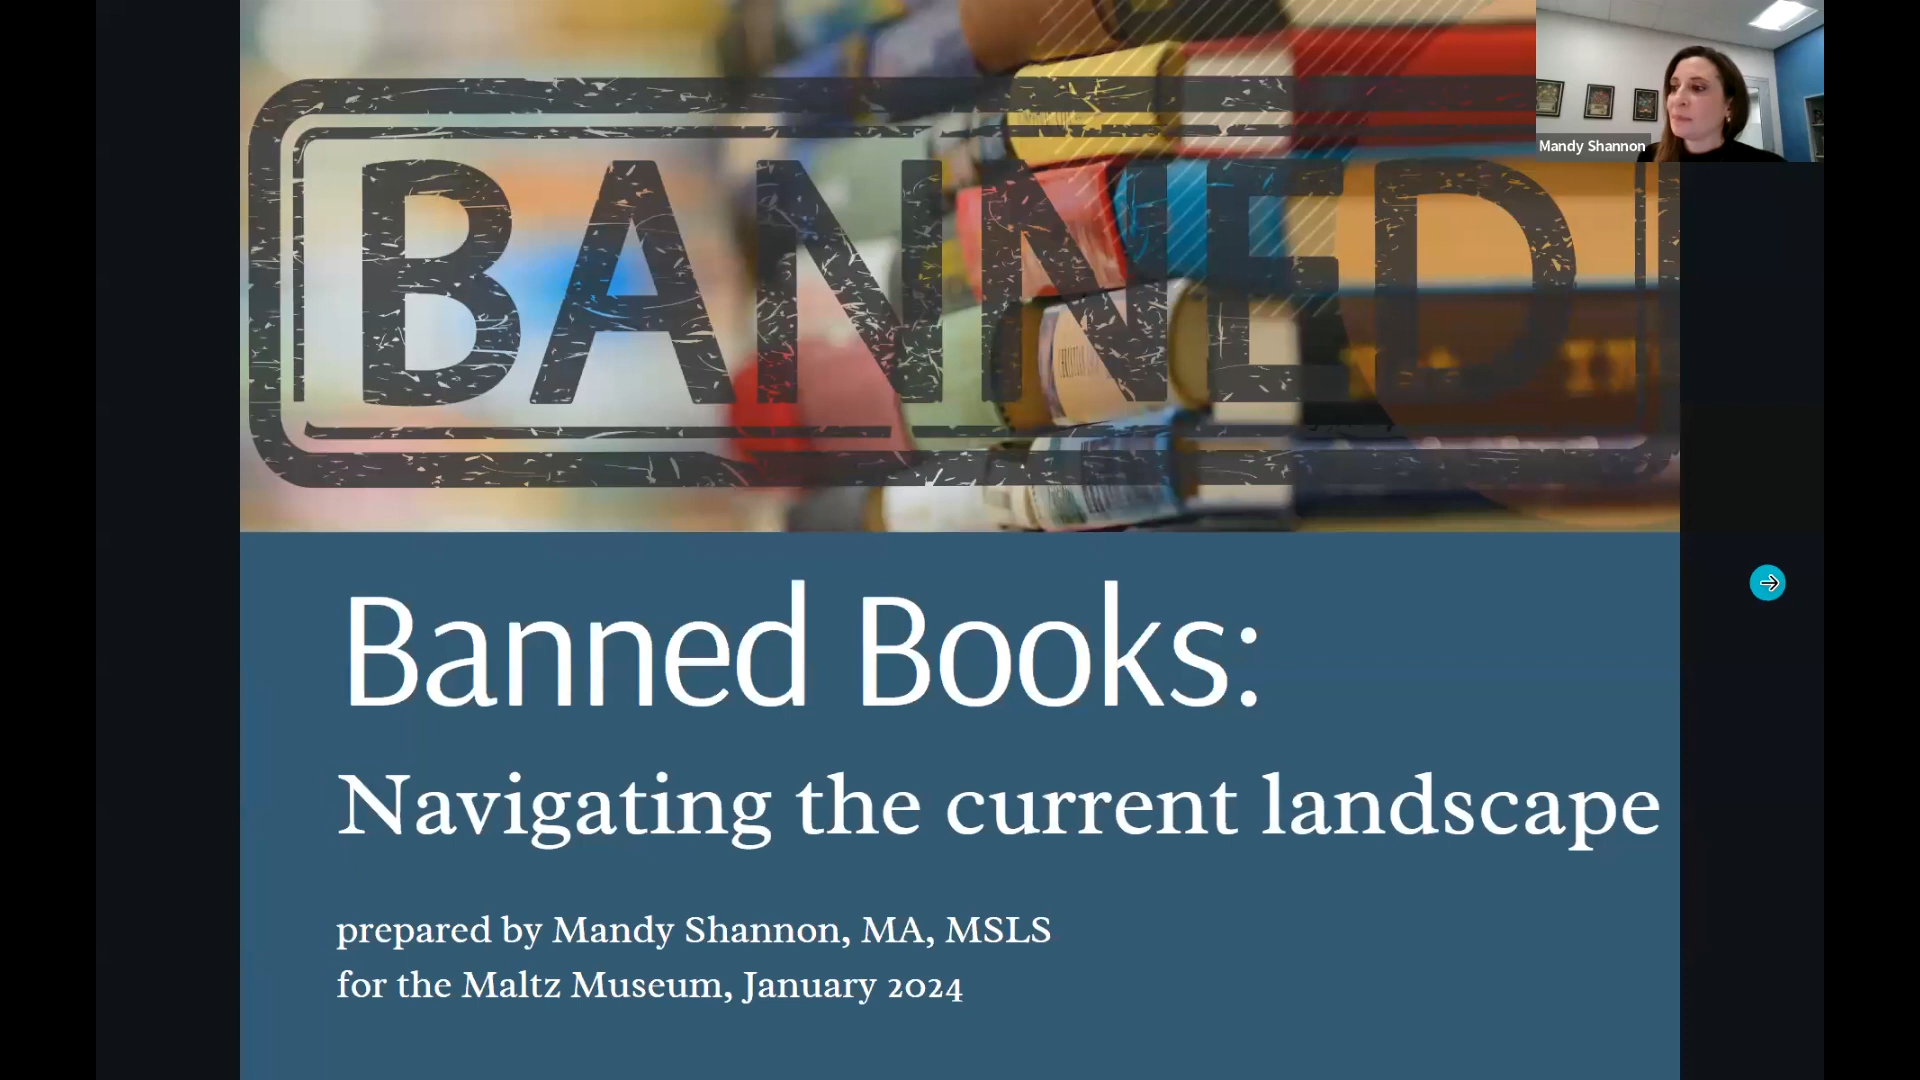 Mandy Shannon
BANNED
Banned Books:
Navigating the current landscape
prepared by Mandy Shannon, MA, MSLS
for the Maltz Museum, January 2024